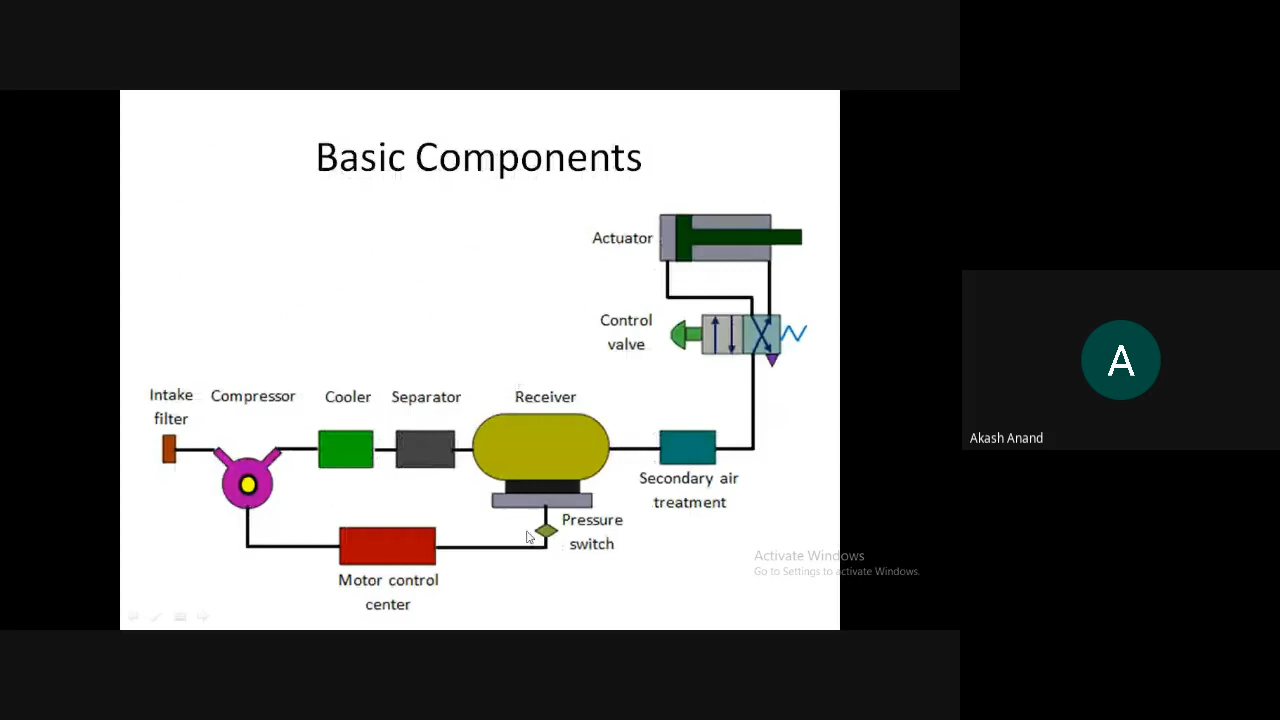 Basic Components
Actuator
Control
valve
Intake
filter
Compressor
Cooler
Separator
Receiver
Secondary air
treatment
Pressure
switch
Motor control
center
Activate Windows
Go to Settings to activate Windows.
A
Akash Anand